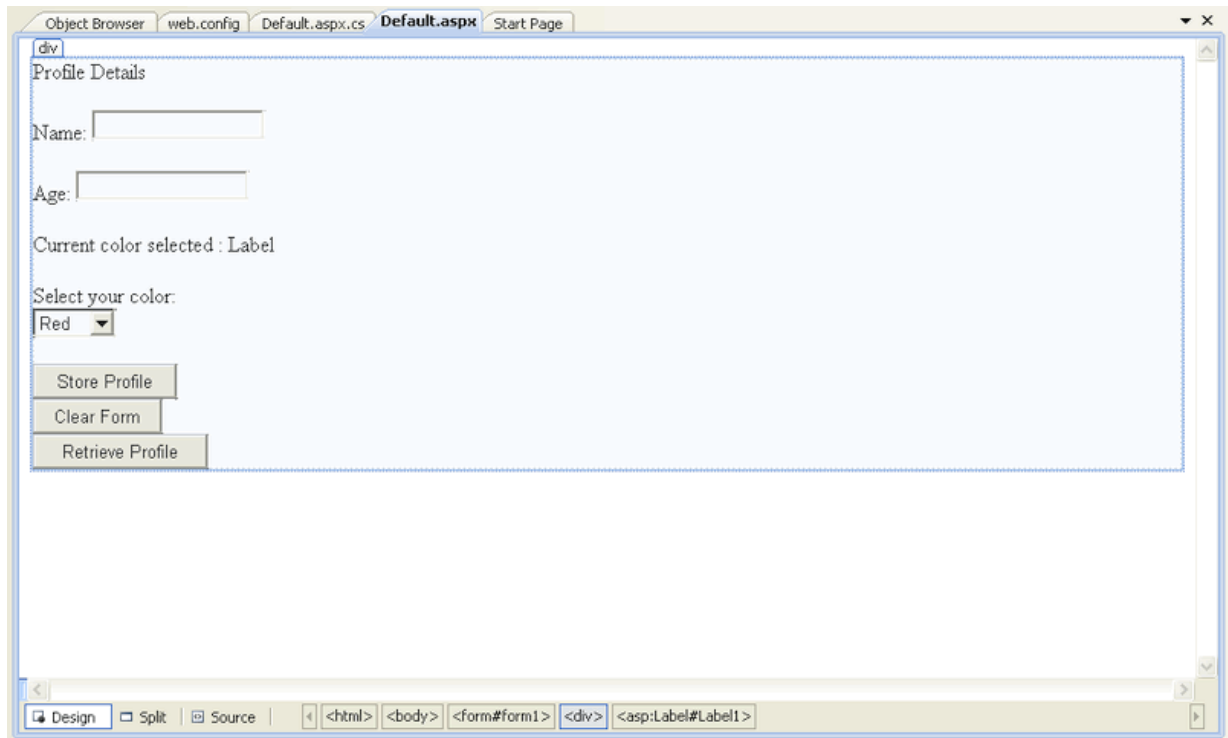 Object Browser web.config Default.aspx.cs Default.aspx Start Page
div
Profile Details
Name:
Age:
Current color selected : Label
Select your color:
Red
Store Profile
Clear Form
Retrieve Profile
Design Split Source <html> <body> <form#form1> <div> <asp:Label#Label1>